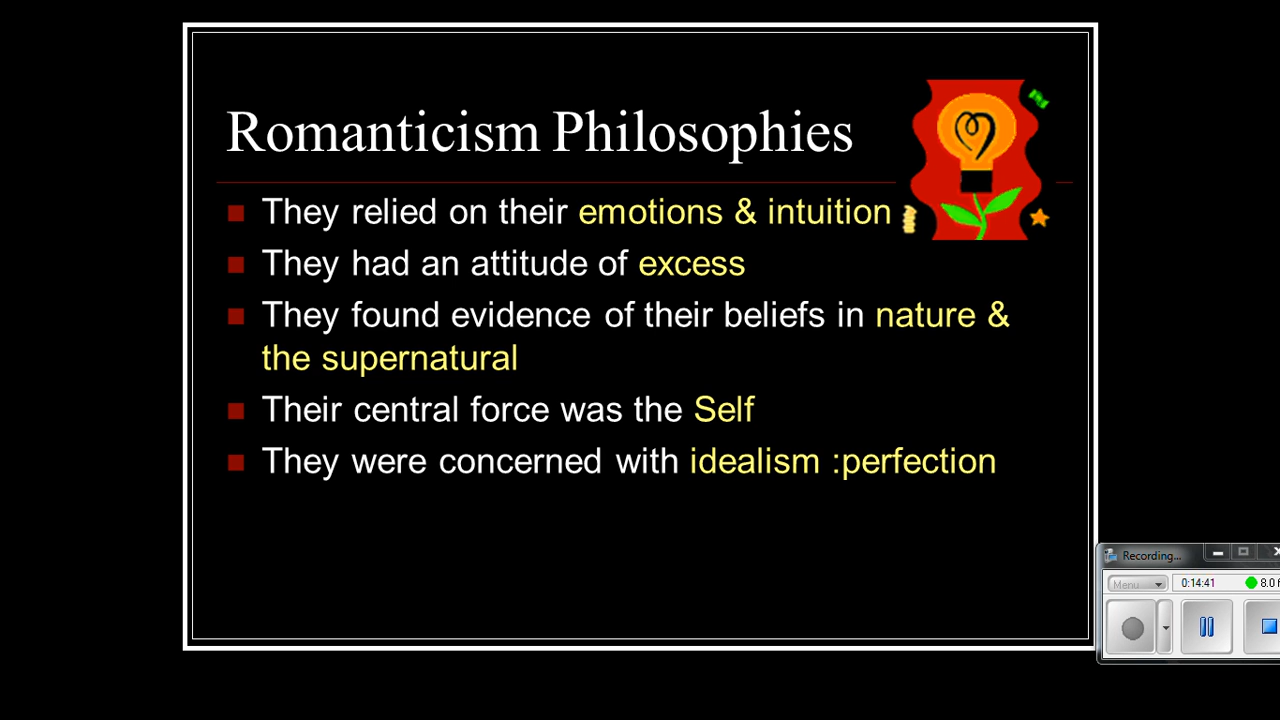 Romanticism Philosophies
They relied on their emotions & intuition
They had an attitude of excess
They found evidence of their beliefs in nature &
the supernatural
Their central force was the Self
They were concerned with idealism :perfection
Recording...
Menu
0:14:41
8.0 f